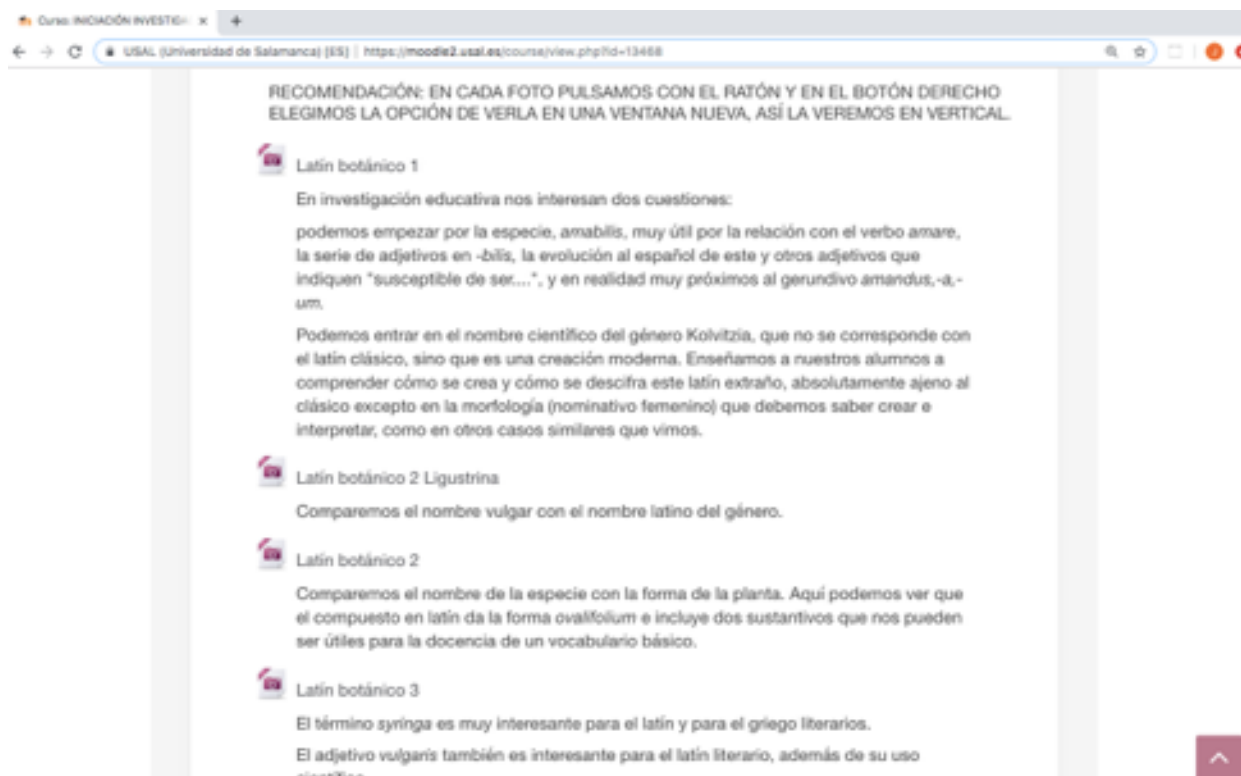 Curso: INICIACIÓN INVESTIG
USAL (Universidad de Salamanca) [ES] | https://moodle2.usal.es/course/view.php?id=13468
RECOMENDACIÓN: EN CADA FOTO PULSAMOS CON EL RATÓN Y EN EL BOTÓN DERECHO
ELEGIMOS LA OPCIÓN DE VERLA EN UNA VENTANA NUEVA, ASÍ LA VEREMOS EN VERTICAL.
Latín botánico 1
En investigación educativa nos interesan dos cuestiones:
podemos empezar por la especie, amabilis, muy útil por la relación con el verbo amare,
la serie de adjetivos en -bilis, la evolución al español de este y otros adjetivos que
indiquen "susceptible de ser....", y en realidad muy próximos al gerundivo amandus,-a,-
um.
Podemos entrar en el nombre científico del género Kolvitzia, que no se corresponde con
el latín clásico, sino que es una creación moderna. Enseñamos a nuestros alumnos a
comprender cómo se crea y cómo se descifra este latín extraño, absolutamente ajeno al
clásico excepto en la morfología (nominativo femenino) que debemos saber crear e
interpretar, como en otros casos similares que vimos.
Latín botánico 2 Ligustrina
Comparemos el nombre vulgar con el nombre latino del género.
Latín botánico 2
Comparemos el nombre de la especie con la forma de la planta. Aquí podemos ver que
el compuesto en latín da la forma ovalifolium e incluye dos sustantivos que nos pueden
ser útiles para la docencia de un vocabulario básico.
Latín botánico 3
El término syringa es muy interesante para el latín y para el griego literarios.
El adjetivo vulgaris también es interesante para el latín literario, además de su uso